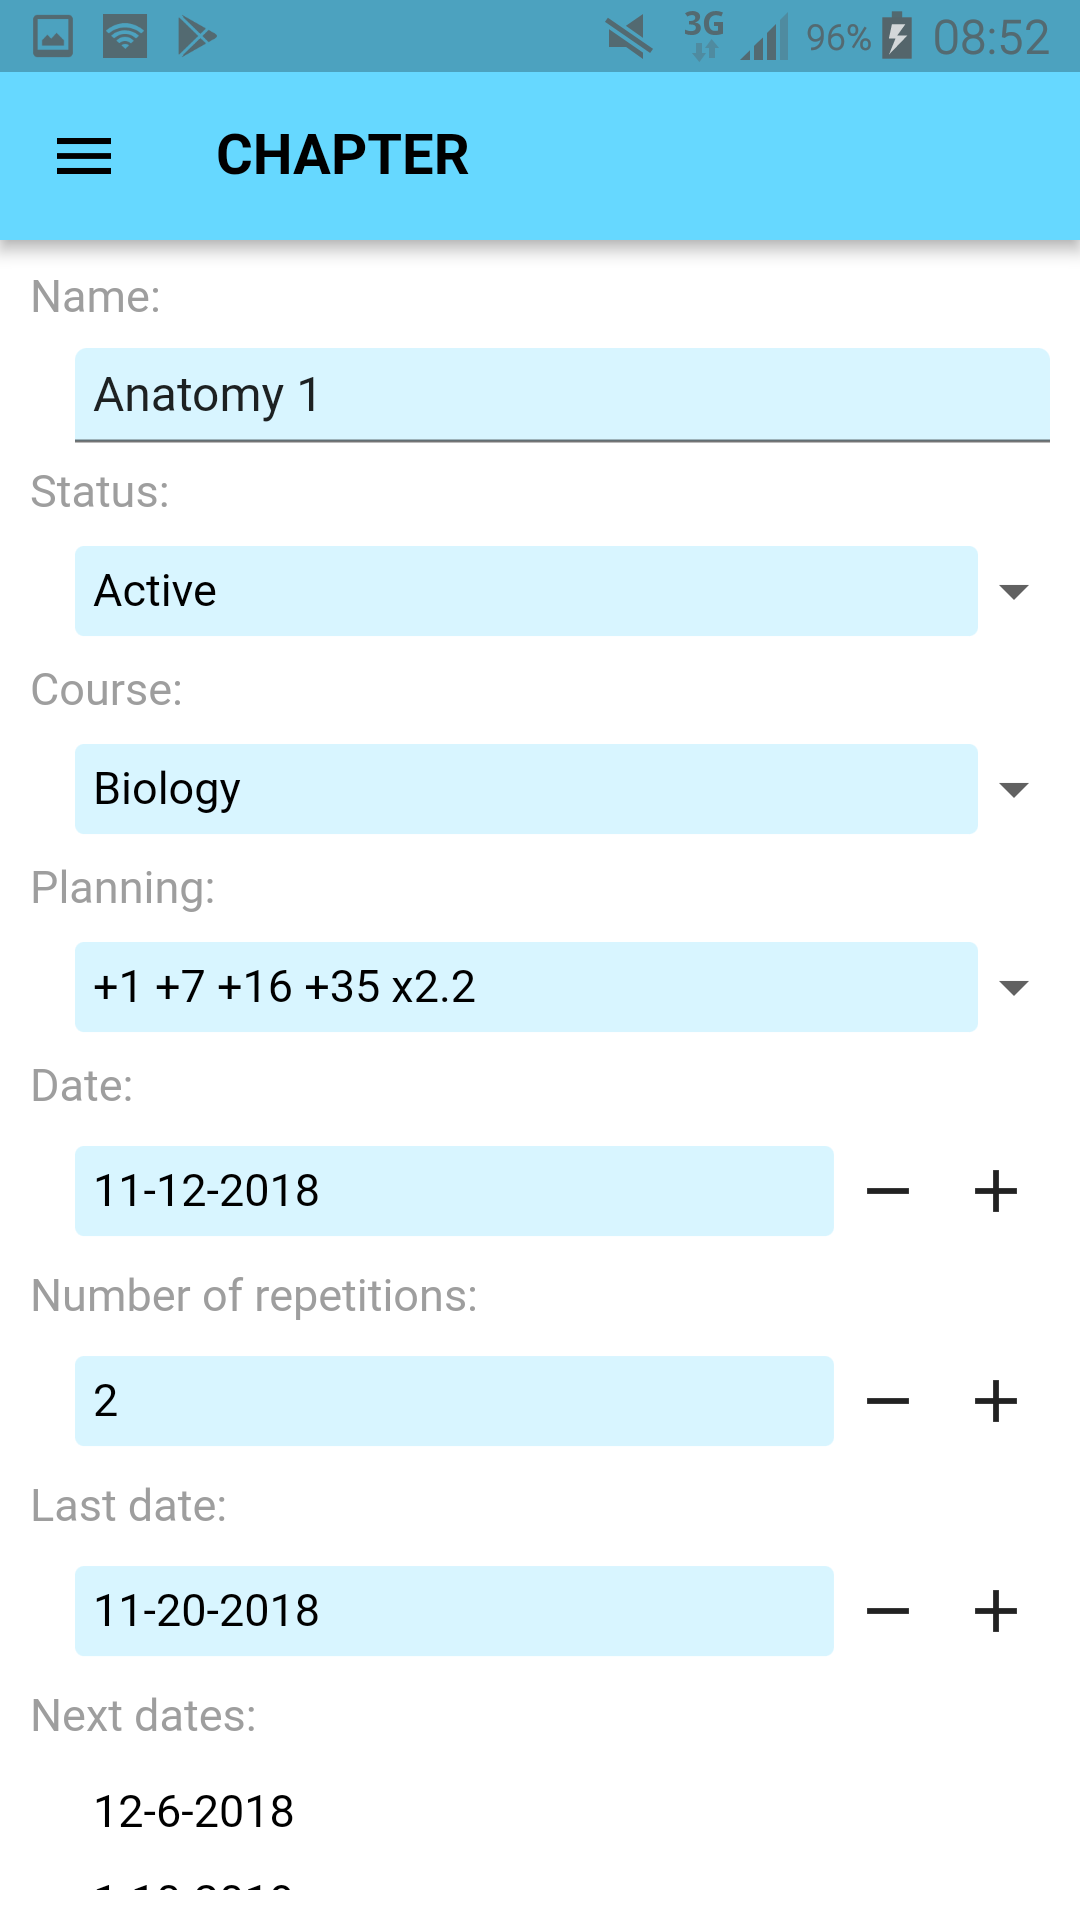 3G 96% 08:52
CHAPTER
Name:
Anatomy 1
Status:
Active
Course:
Biology
Planning:
+1 +7 +16 +35 x2.2
Date:
11-12-2018
Number of repetitions:
2
Last date:
11-20-2018
Next dates:
12-6-2018